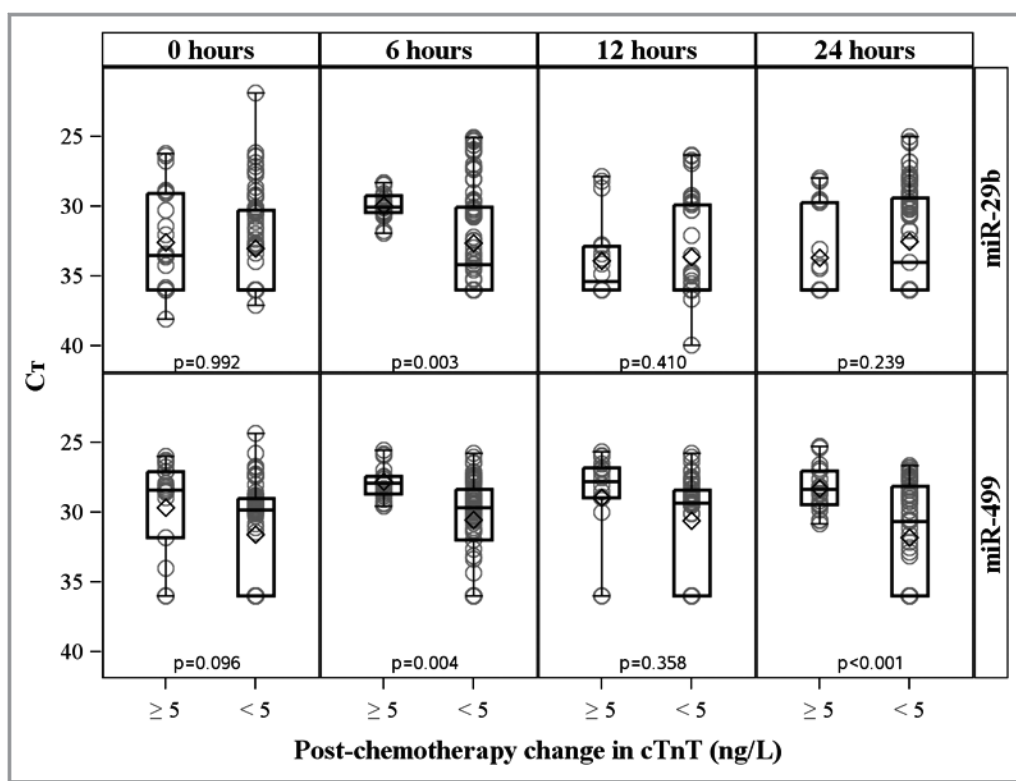 0 hours 6 hours 12 hours 24 hours
25
30
35
40
p=0.992 p=0.003 p=0.410 p=0.239
miR-29b
C_T
25
30
35
40
p=0.096 p=0.004 p=0.358 p<0.001
miR-499
≥ 5 < 5 ≥ 5 < 5 ≥ 5 < 5 ≥ 5 < 5
Post-chemotherapy change in cTnT (ng/L)